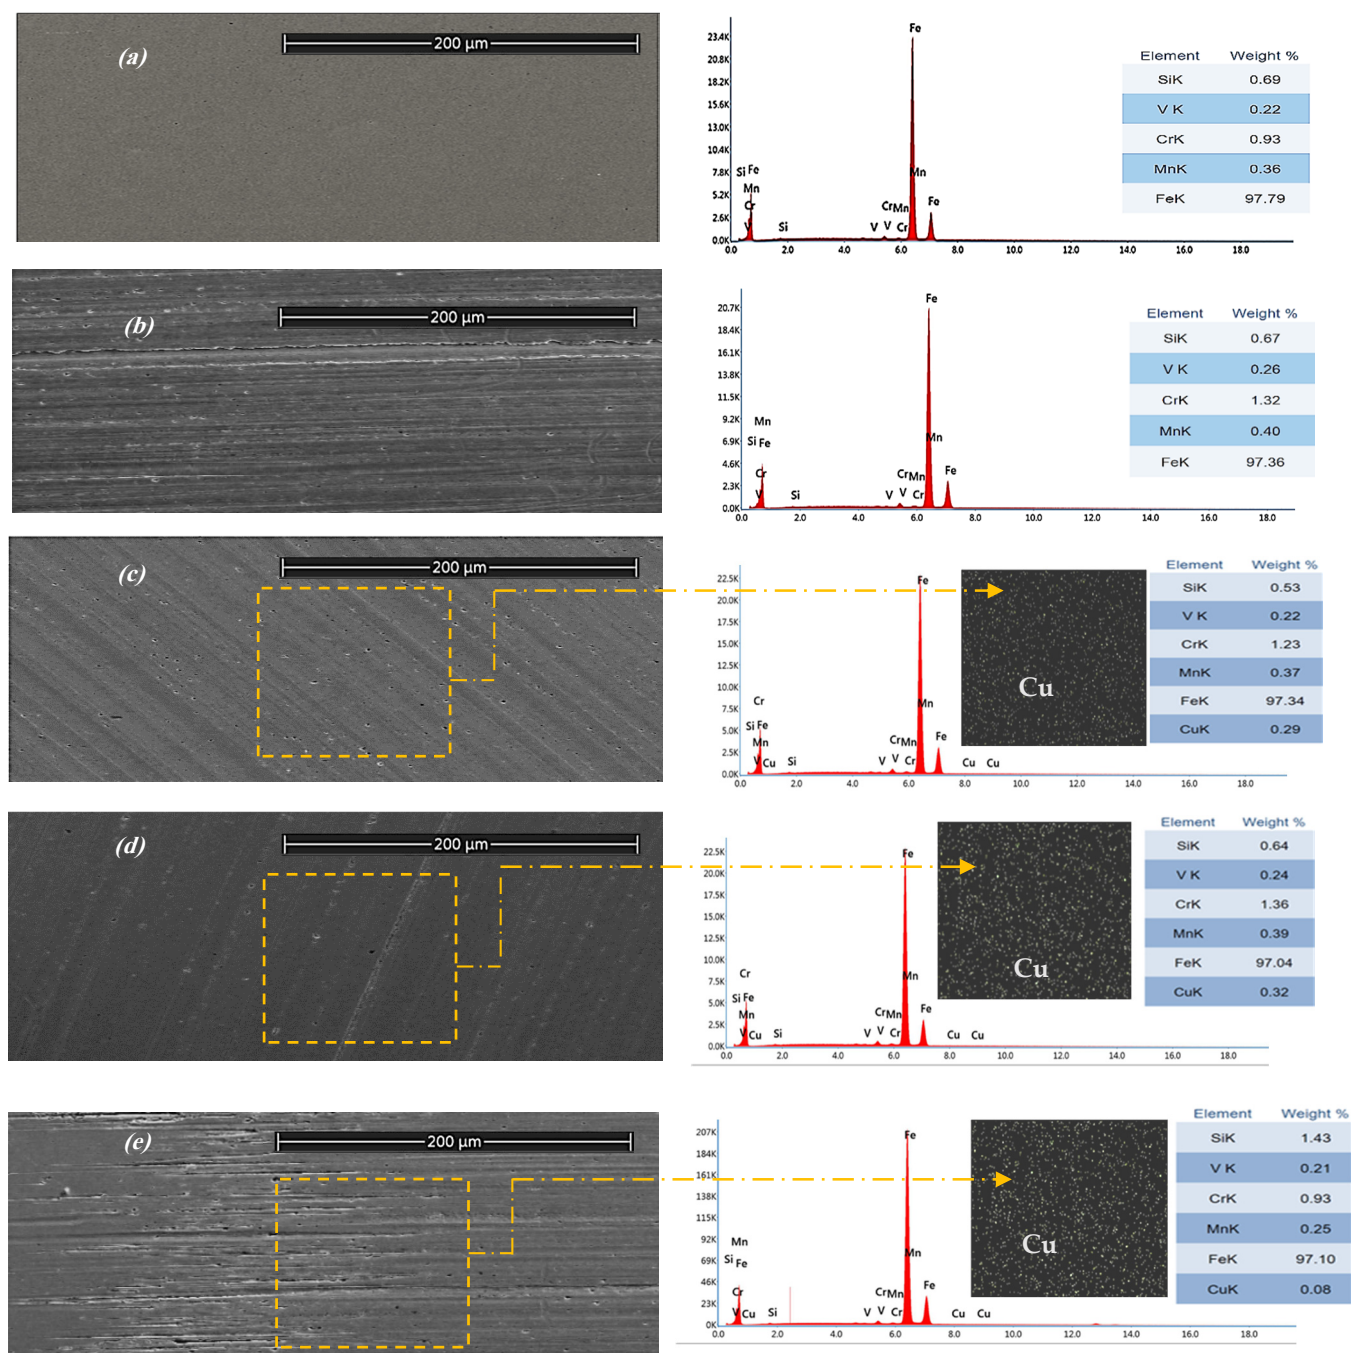 (a)
200 µm
Fe
23.4K
20.8K
18.2K
15.6K
13.0K
10.4K
7.8K
5.2K
2.6K
0.0K
Si Fe
Mn
Cr
V
Si
V
Cr Mn
V
Cr
Mn
Fe
0.0 2.0 4.0 6.0 8.0 10.0 12.0 14.0 16.0 18.0
Element Weight %
SiK 0.69
V K 0.22
CrK 0.93
MnK 0.36
FeK 97.79
(b)
200 µm
Fe
20.7K
18.4K
16.1K
13.8K
11.5K
9.2K
6.9K
4.6K
2.3K
0.0K
Mn
Si Fe
Cr
V
Si
V
Cr Mn
V
Cr
Mn
Fe
0.0 2.0 4.0 6.0 8.0 10.0 12.0 14.0 16.0 18.0
Element Weight %
SiK 0.67
V K 0.26
CrK 1.32
MnK 0.40
FeK 97.36
(c)
200 µm
Fe
22.5K
20.0K
17.5K
15.0K
12.5K
10.0K
7.5K
5.0K
2.5K
0.0K
Cr
Si Fe
Mn
V Cu
Si
V
Cr Mn
V
Cr
Mn
Fe
Cu Cu
0.0 2.0 4.0 6.0 8.0 10.0 12.0 14.0 16.0 18.0
Cu
Element Weight %
SiK 0.53
V K 0.22
CrK 1.23
MnK 0.37
FeK 97.34
CuK 0.29
(d)
200 µm
Fe
22.5K
20.0K
17.5K
15.0K
12.5K
10.0K
7.5K
5.0K
2.5K
0.0K
Cr
Si Fe
Mn
V Cu
Si
V
Cr Mn
V
Cr
Mn
Fe
Cu Cu
0.0 2.0 4.0 6.0 8.0 10.0 12.0 14.0 16.0 18.0
Cu
Element Weight %
SiK 0.64
V K 0.24
CrK 1.36
MnK 0.39
FeK 97.04
CuK 0.32
(e)
200 µm
Fe
207K
184K
161K
138K
115K
92K
69K
46K
23K
0K
Mn
Si
Fe
Cr
V Cu
Si
V
Cr Mn
V
Cr
Mn
Fe
Cu Cu
0.0 2.0 4.0 6.0 8.0 10.0 12.0 14.0 16.0 18.0
Cu
Element Weight %
SiK 1.43
V K 0.21
CrK 0.93
MnK 0.25
FeK 97.10
CuK 0.08